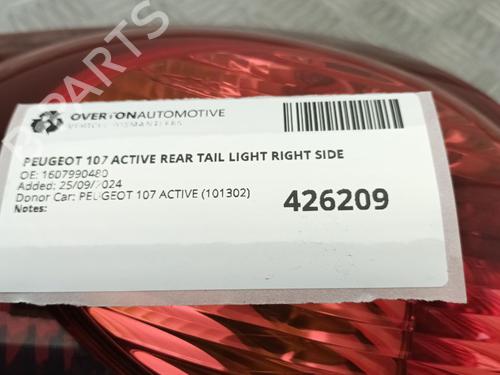 B-PARTS
OVERTONAUTOMOTIVE
VEHICLE DISMANTLERS
PEUGEOT 107 ACTIVE REAR TAIL LIGHT RIGHT SIDE
OE: 1607990480
Added: 25/09/2024
Donor Car: PEUGEOT 107 ACTIVE (101302)
Notes:
426209